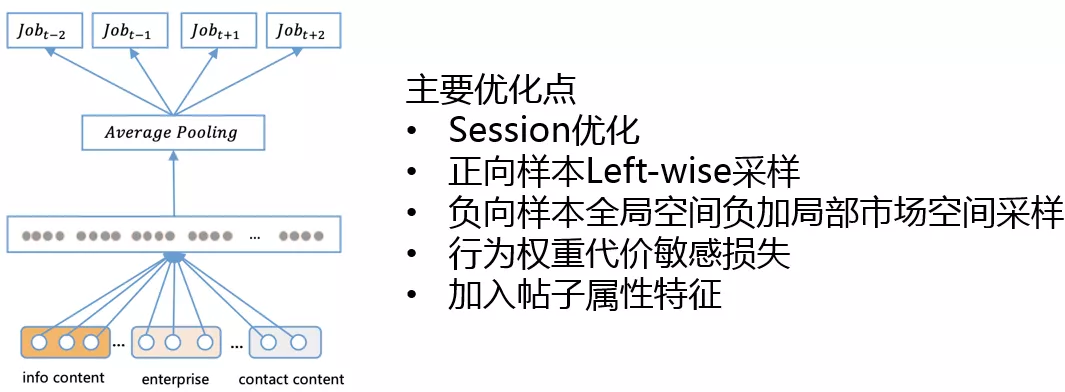 Job_{t−2} Job_{t−1} Job_{t+1} Job_{t+2}
Average Pooling
...
... ...
info content enterprise contact content
主要优化点
• Session优化
• 正向样本Left-wise采样
• 负向样本全局空间负加局部市场空间采样
• 行为权重代价敏感损失
• 加入帖子属性特征